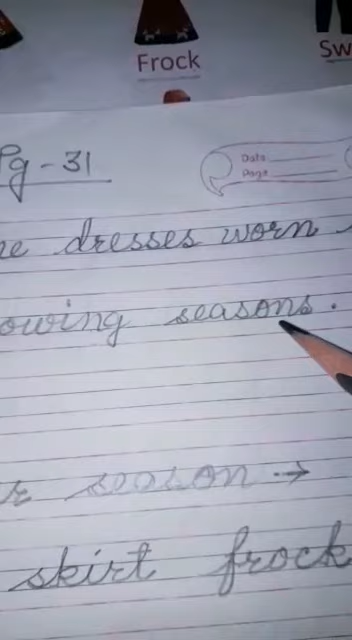 Frock
Sw
Pg - 31
Date
Page
dresses worn
owing seasons.
season →
skirt frock